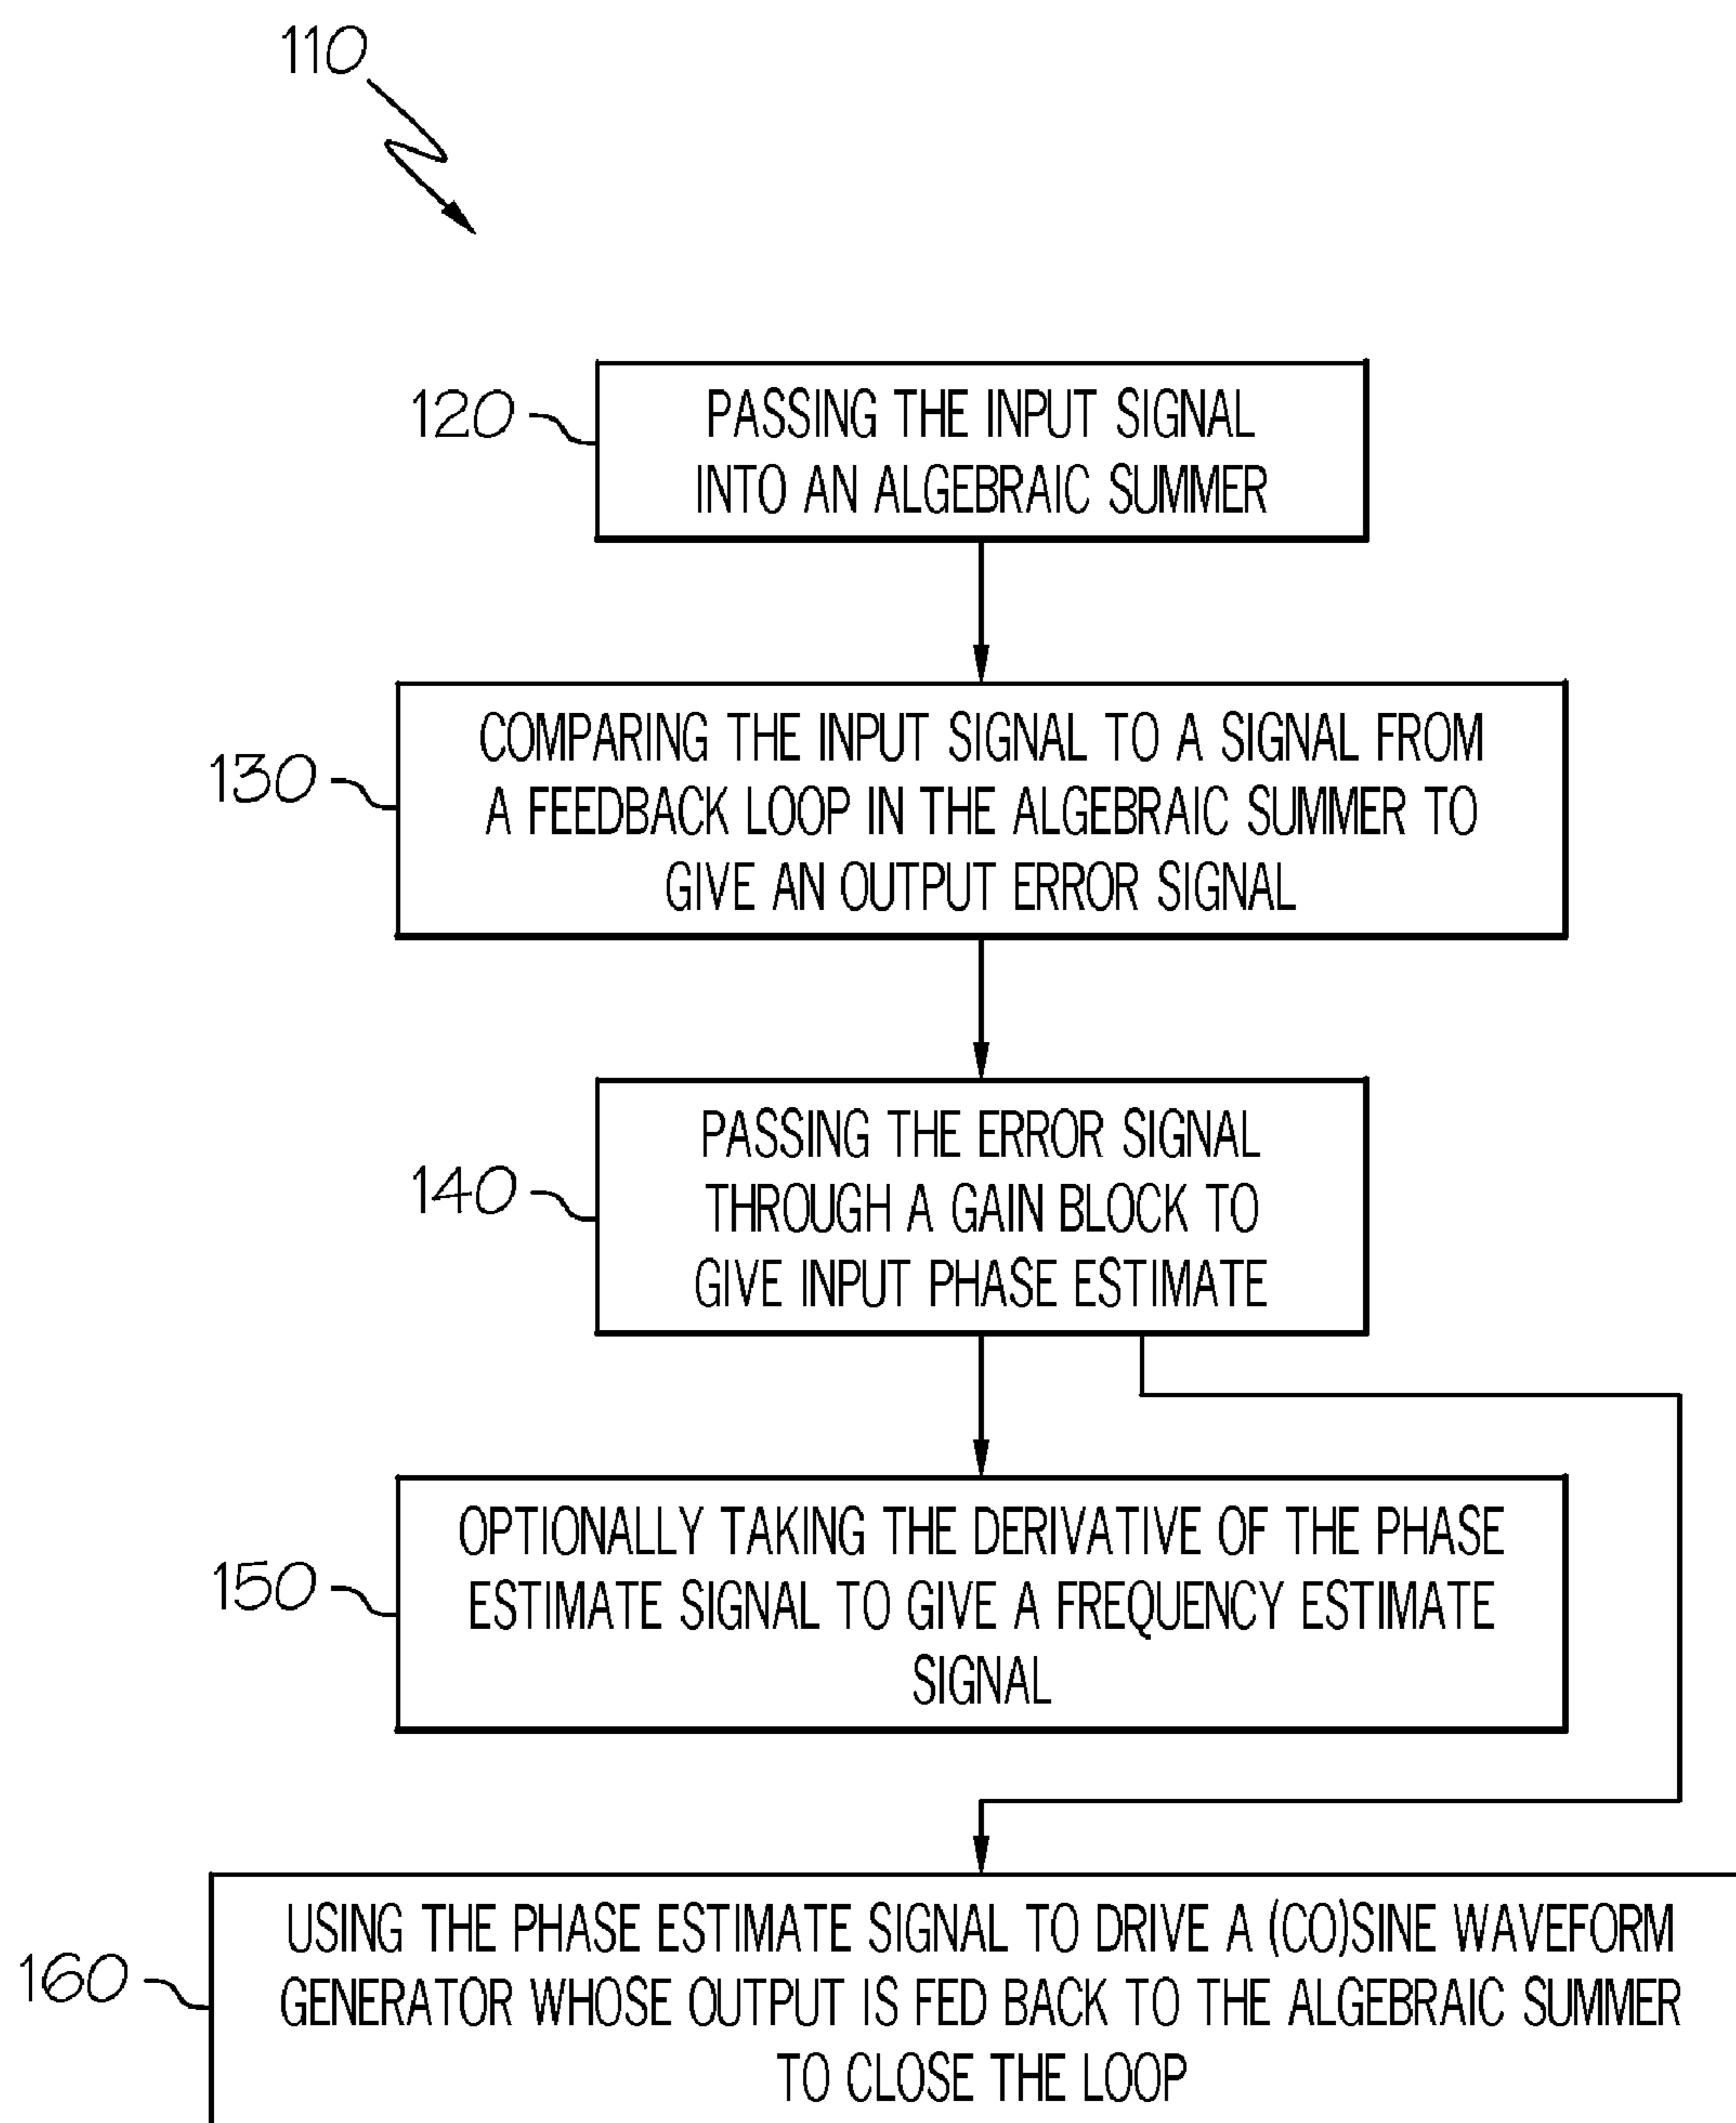 110
120
PASSING THE INPUT SIGNAL
INTO AN ALGEBRAIC SUMMER
130
COMPARING THE INPUT SIGNAL TO A SIGNAL FROM
A FEEDBACK LOOP IN THE ALGEBRAIC SUMMER TO
GIVE AN OUTPUT ERROR SIGNAL
140
PASSING THE ERROR SIGNAL
THROUGH A GAIN BLOCK TO
GIVE INPUT PHASE ESTIMATE
150
OPTIONALLY TAKING THE DERIVATIVE OF THE PHASE
ESTIMATE SIGNAL TO GIVE A FREQUENCY ESTIMATE
SIGNAL
160
USING THE PHASE ESTIMATE SIGNAL TO DRIVE A (CO)SINE WAVEFORM
GENERATOR WHOSE OUTPUT IS FED BACK TO THE ALGEBRAIC SUMMER
TO CLOSE THE LOOP